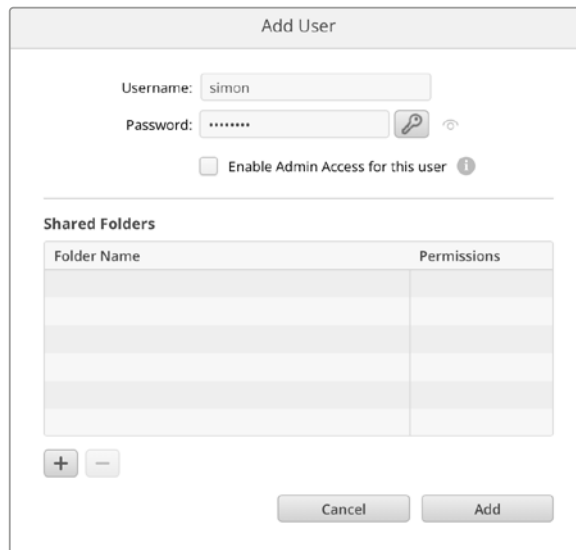 Add User
Username: simon
Password: ••••••••
Enable Admin Access for this user
Shared Folders
Folder Name Permissions
Cancel Add